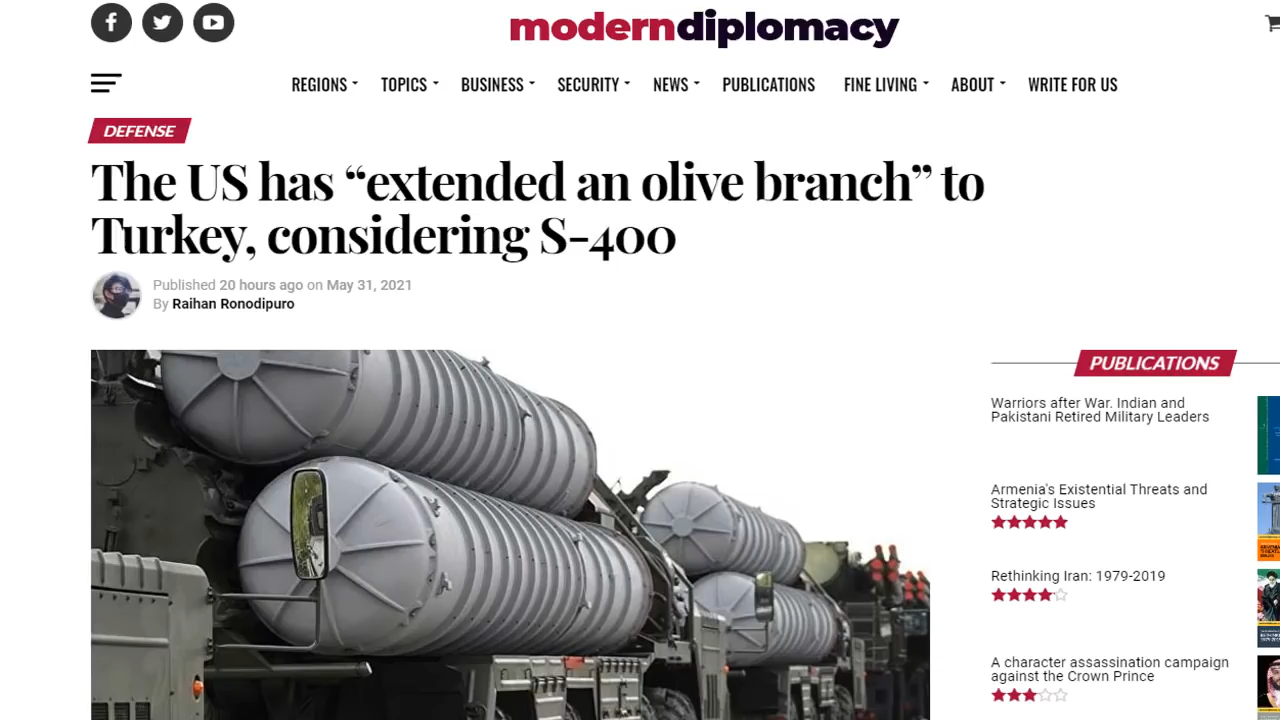 moderndiplomacy
REGIONS TOPICS BUSINESS SECURITY NEWS PUBLICATIONS FINE LIVING ABOUT WRITE FOR US
DEFENSE
The US has “extended an olive branch” to
Turkey, considering S-400
Published 20 hours ago on May 31, 2021
By Raihan Ronodipuro
PUBLICATIONS
Warriors after War. Indian and
Pakistani Retired Military Leaders
Armenia's Existential Threats and
Strategic Issues
Rethinking Iran: 1979-2019
A character assassination campaign
against the Crown Prince